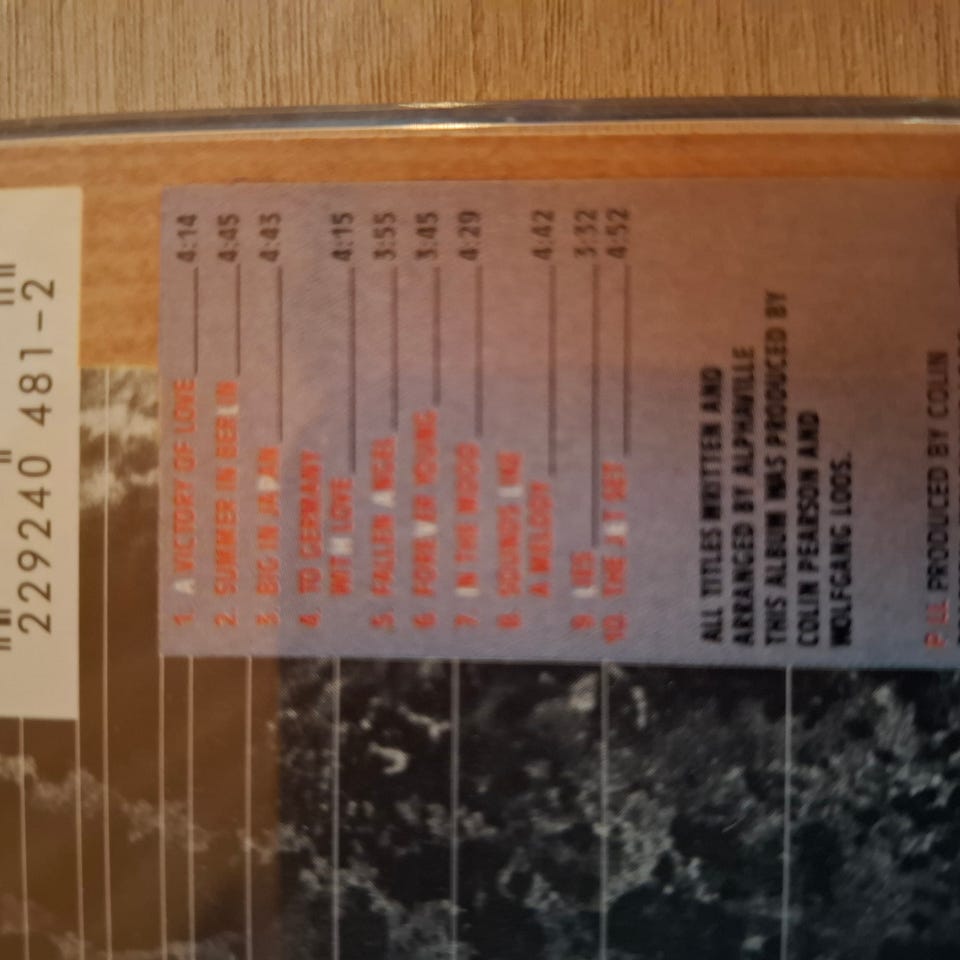 229240 481-2
1. A VICTORY OF LOVE 4:14
2. SUMMER IN BERLIN 4:45
3. BIG IN JAPAN 4:43
4. TO GERMANY
WITH LOVE 4:15
5. FALLEN ANGEL 3:55
6. FOREVER YOUNG 3:45
7. IN THE MOOD 4:29
8. SOUNDS LIKE
A MELODY 4:42
9. LIES 3:32
10. THE JET SET 4:52
ALL TITLES WRITTEN AND
ARRANGED BY ALPHAVILLE
THIS ALBUM WAS PRODUCED BY
COLIN PEARSON AND
WOLFGANG LOOS.
PRODUCED BY COLIN